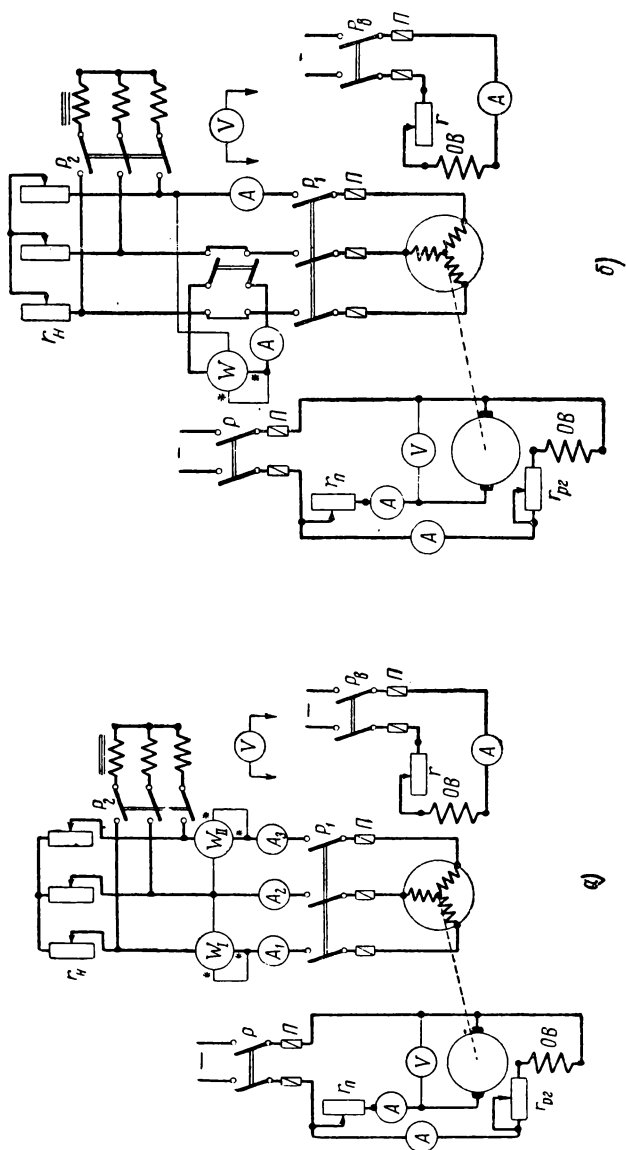 r_н
P_2
W_I
*
*
W_II
*
*
A_1
A_2
A_3
V
P_1
П
–
P_в
П
r
ОВ
A
–
P
П
r_п
A
V
A
r_рг
ОВ
а)
r_н
P_2
V
A
W
*
*
A
P_1
П
–
P_в
П
r
ОВ
A
–
P
П
r_п
A
V
A
r_рг
ОВ
б)